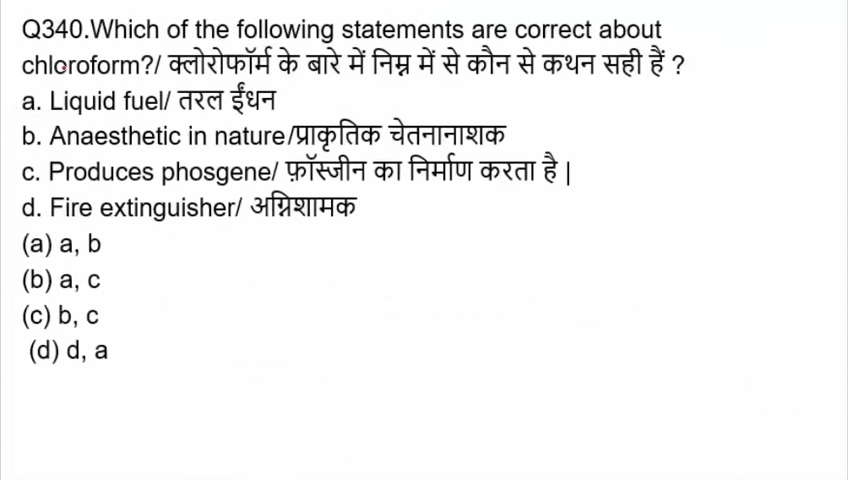 Q340.Which of the following statements are correct about
chloroform?/ क्लोरोफॉर्म के बारे में निम्न में से कौन से कथन सही हैं ?
a. Liquid fuel/ तरल ईंधन
b. Anaesthetic in nature/प्राकृतिक चेतनानाशक
c. Produces phosgene/ फ़ॉस्जीन का निर्माण करता है |
d. Fire extinguisher/ अग्निशामक
(a) a, b
(b) a, c
(c) b, c
(d) d, a